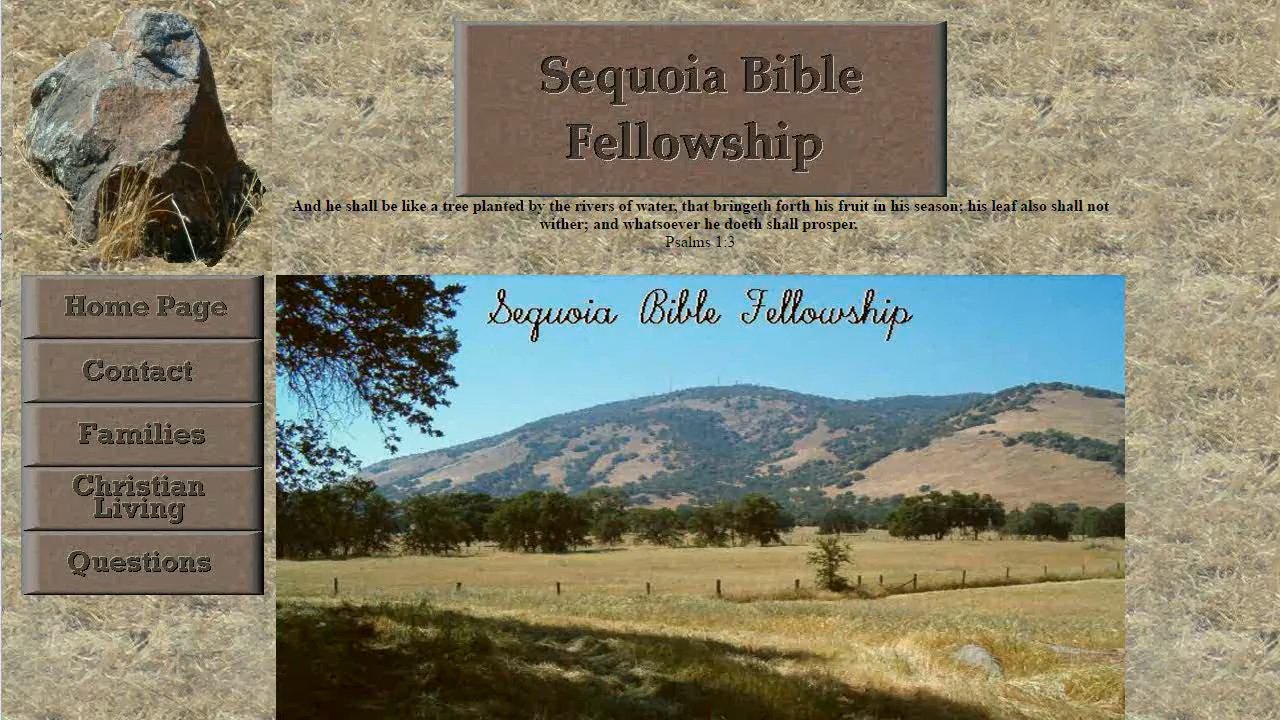 Sequoia Bible
Fellowship
And he shall be like a tree planted by the rivers of water, that bringeth forth his fruit in his season; his leaf also shall not
wither; and whatsoever he doeth shall prosper.
Psalms 1:3
Home Page
Contact
Families
Christian
Living
Questions
Sequoia Bible Fellowship